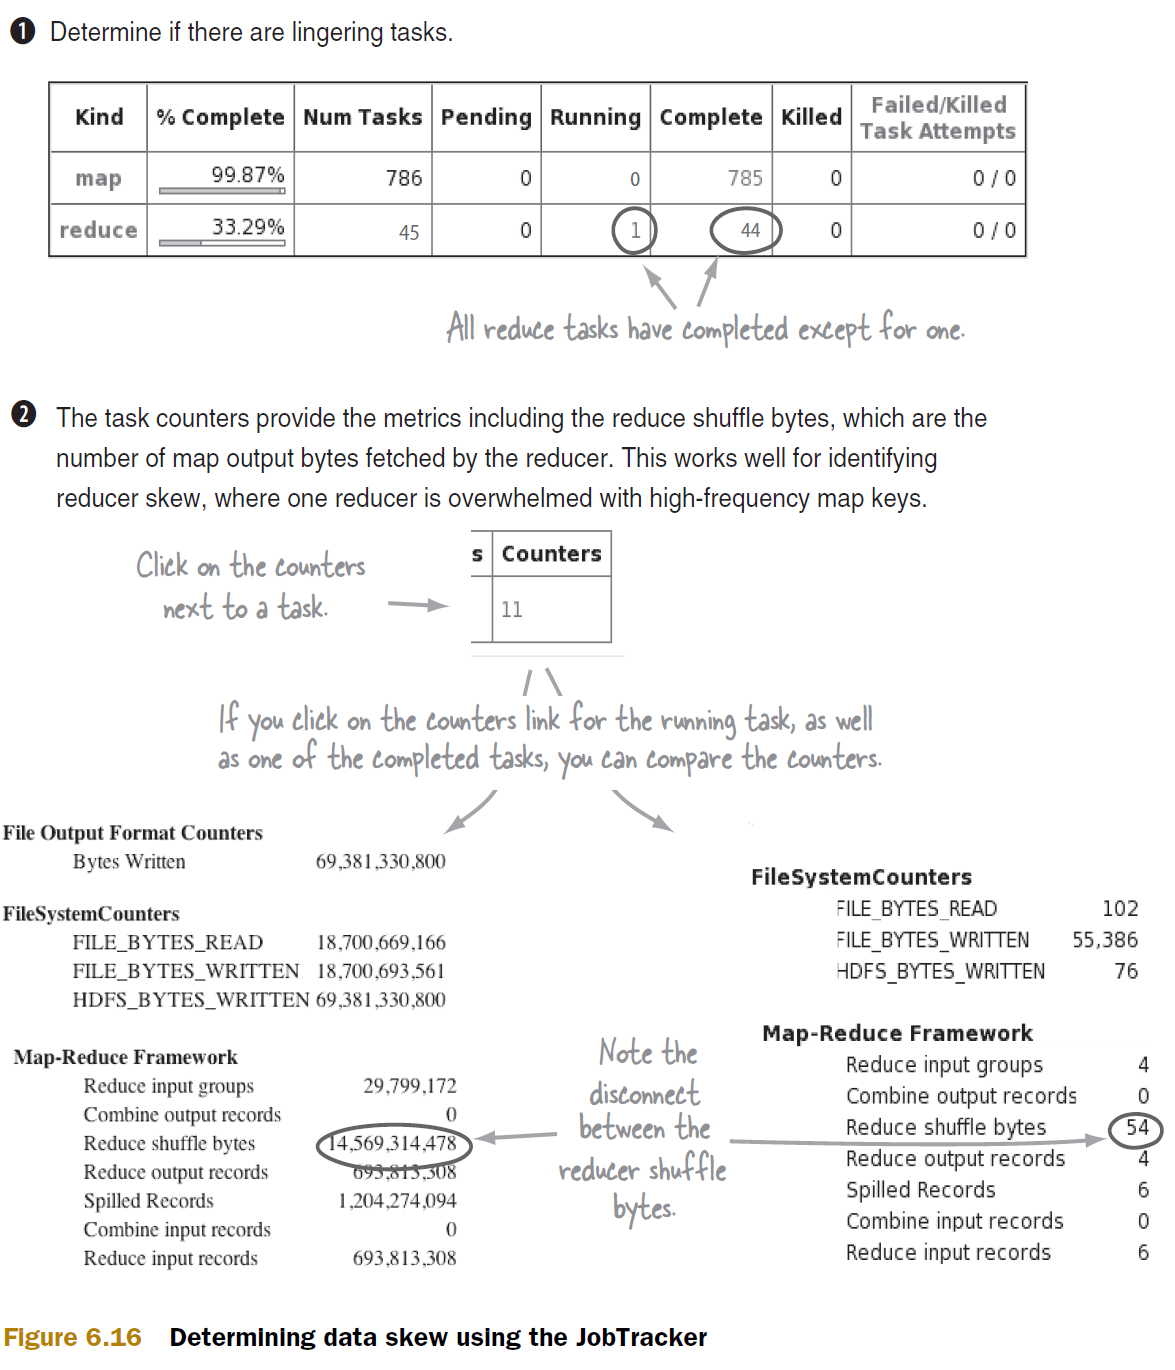 1 Determine if there are lingering tasks.
Kind % Complete Num Tasks Pending Running Complete Killed Failed/Killed Task Attempts
map 99.87% 786 0 0 785 0 0 / 0
reduce 33.29% 45 0 1 44 0 0 / 0
All reduce tasks have completed except for one.
2 The task counters provide the metrics including the reduce shuffle bytes, which are the
number of map output bytes fetched by the reducer. This works well for identifying
reducer skew, where one reducer is overwhelmed with high-frequency map keys.
Click on the counters
next to a task.
s Counters
11
If you click on the counters link for the running task, as well
as one of the completed tasks, you can compare the counters.
File Output Format Counters
Bytes Written 69,381,330,800
FileSystemCounters
FILE_BYTES_READ 18,700,669,166
FILE_BYTES_WRITTEN 18,700,693,561
HDFS_BYTES_WRITTEN 69,381,330,800
Map-Reduce Framework
Reduce input groups 29,799,172
Combine output records 0
Reduce shuffle bytes 14,569,314,478
Reduce output records 693,813,308
Spilled Records 1,204,274,094
Combine input records 0
Reduce input records 693,813,308
Note the
disconnect
between the
reducer shuffle
bytes.
FileSystemCounters
FILE_BYTES_READ 102
FILE_BYTES_WRITTEN 55,386
HDFS_BYTES_WRITTEN 76
Map-Reduce Framework
Reduce input groups 4
Combine output records 0
Reduce shuffle bytes 54
Reduce output records 4
Spilled Records 6
Combine input records 0
Reduce input records 6
Figure 6.16 Determining data skew using the JobTracker